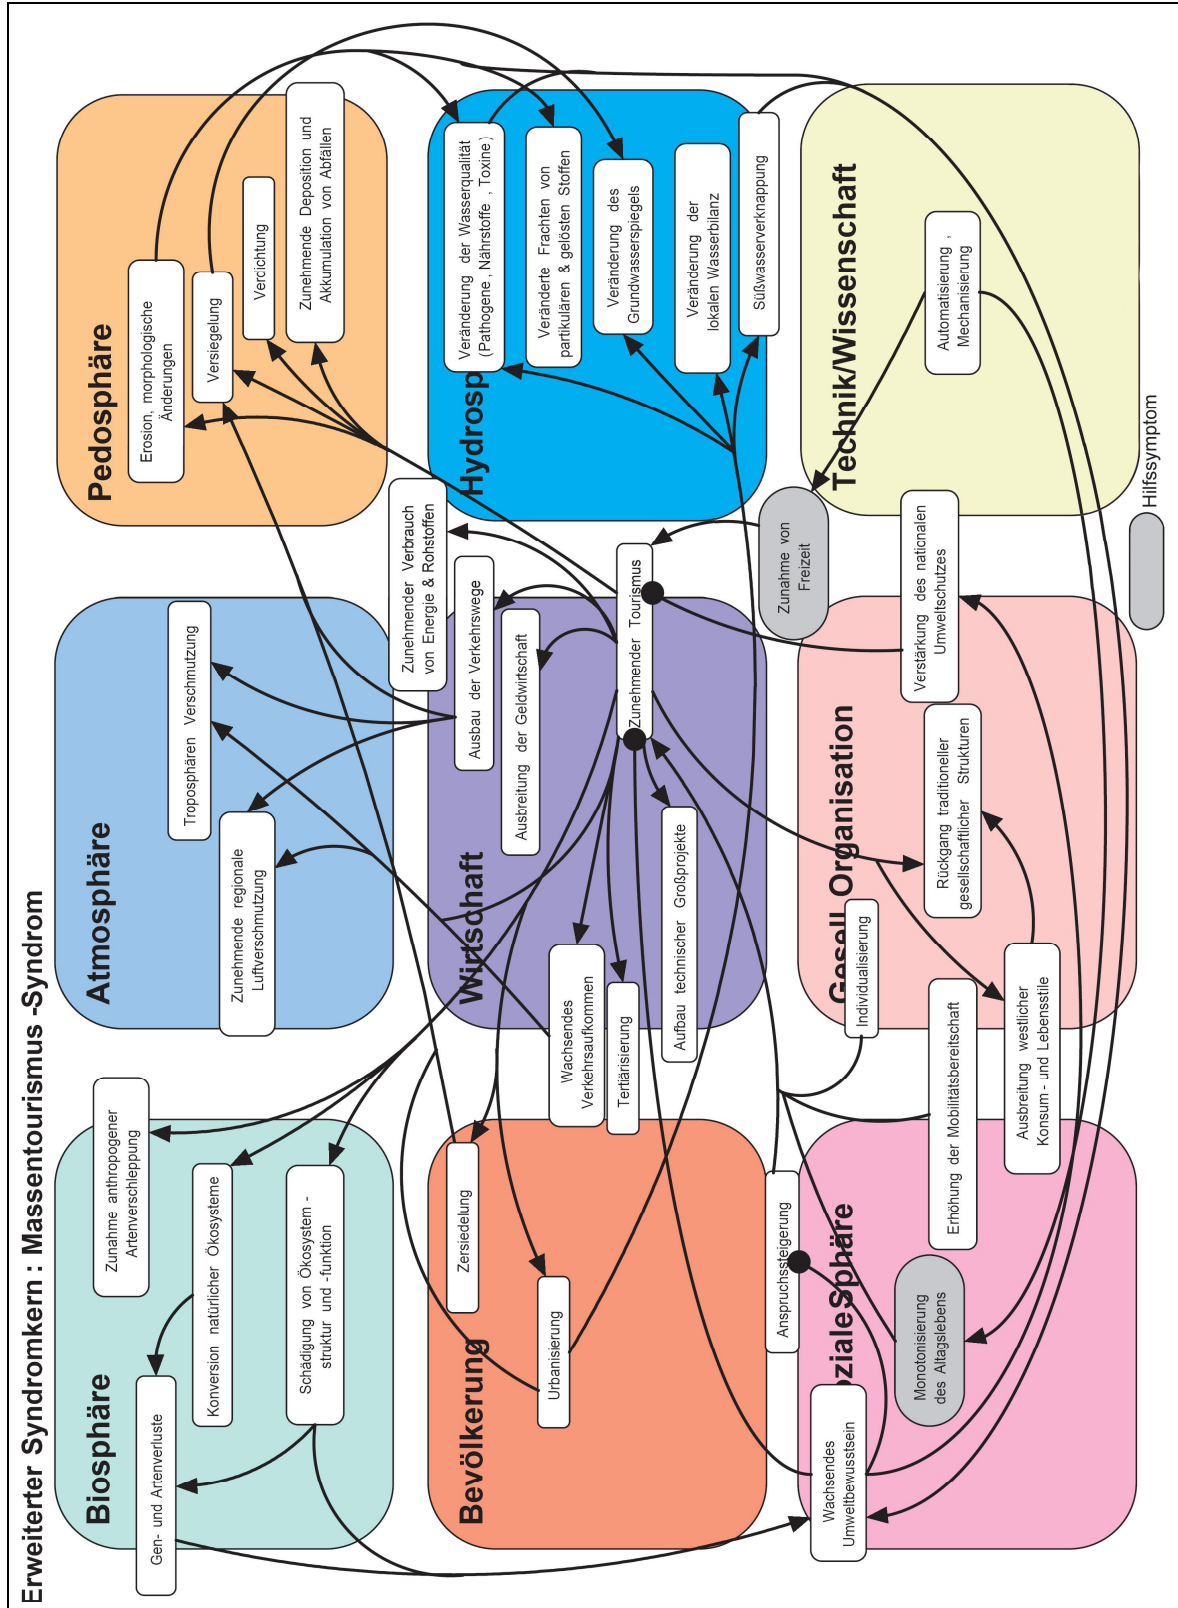 Erweiterter Syndromkern : Massentourismus -Syndrom
Biosphäre
Gen- und Artenverluste
Zunahme anthropogener
Artenverschleppung
Konversion natürlicher Ökosysteme
Schädigung von Ökosystem -
struktur und -funktion
Atmosphäre
Troposphären Verschmutzung
Zunehmende regionale
Luftverschmutzung
Pedosphäre
Erosion, morphologische
Änderungen
Versiegelung
Verdichtung
Zunehmende Deposition und
Akkumulation von Abfällen
Bevölkerung
Zersiedelung
Urbanisierung
Wirtschaft
Zunehmender Verbrauch
von Energie & Rohstoffen
Ausbau der Verkehrswege
Ausbreitung der Geldwirtschaft
Zunehmender Tourismus
Wachsendes
Verkehrsaufkommen
Tertiärisierung
Aufbau technischer Großprojekte
Hydrosp
Veränderung der Wasserqualität
(Pathogene, Nährstoffe , Toxine )
Veränderte Frachten von
partikulären & gelösten Stoffen
Veränderung des
Grundwasserspiegels
Veränderung der
lokalen Wasserbilanz
Süßwasserverknappung
ozialeSphäre
Anspruchssteigerung
Wachsendes
Umweltbewusstsein
Monotonisierung
des Altagslebens
Erhöhung der Mobilitätsbereitschaft
Ausbreitung westlicher
Konsum - und Lebensstile
Gesell Organisation
Individualisierung
Rückgang traditioneller
gesellschaftlicher Strukturen
Verstärkung des nationalen
Umweltschutzes
Zunahme von
Freizeit
Technik/Wissenschaft
Automatisierung ,
Mechanisierung
Hilfssymptom